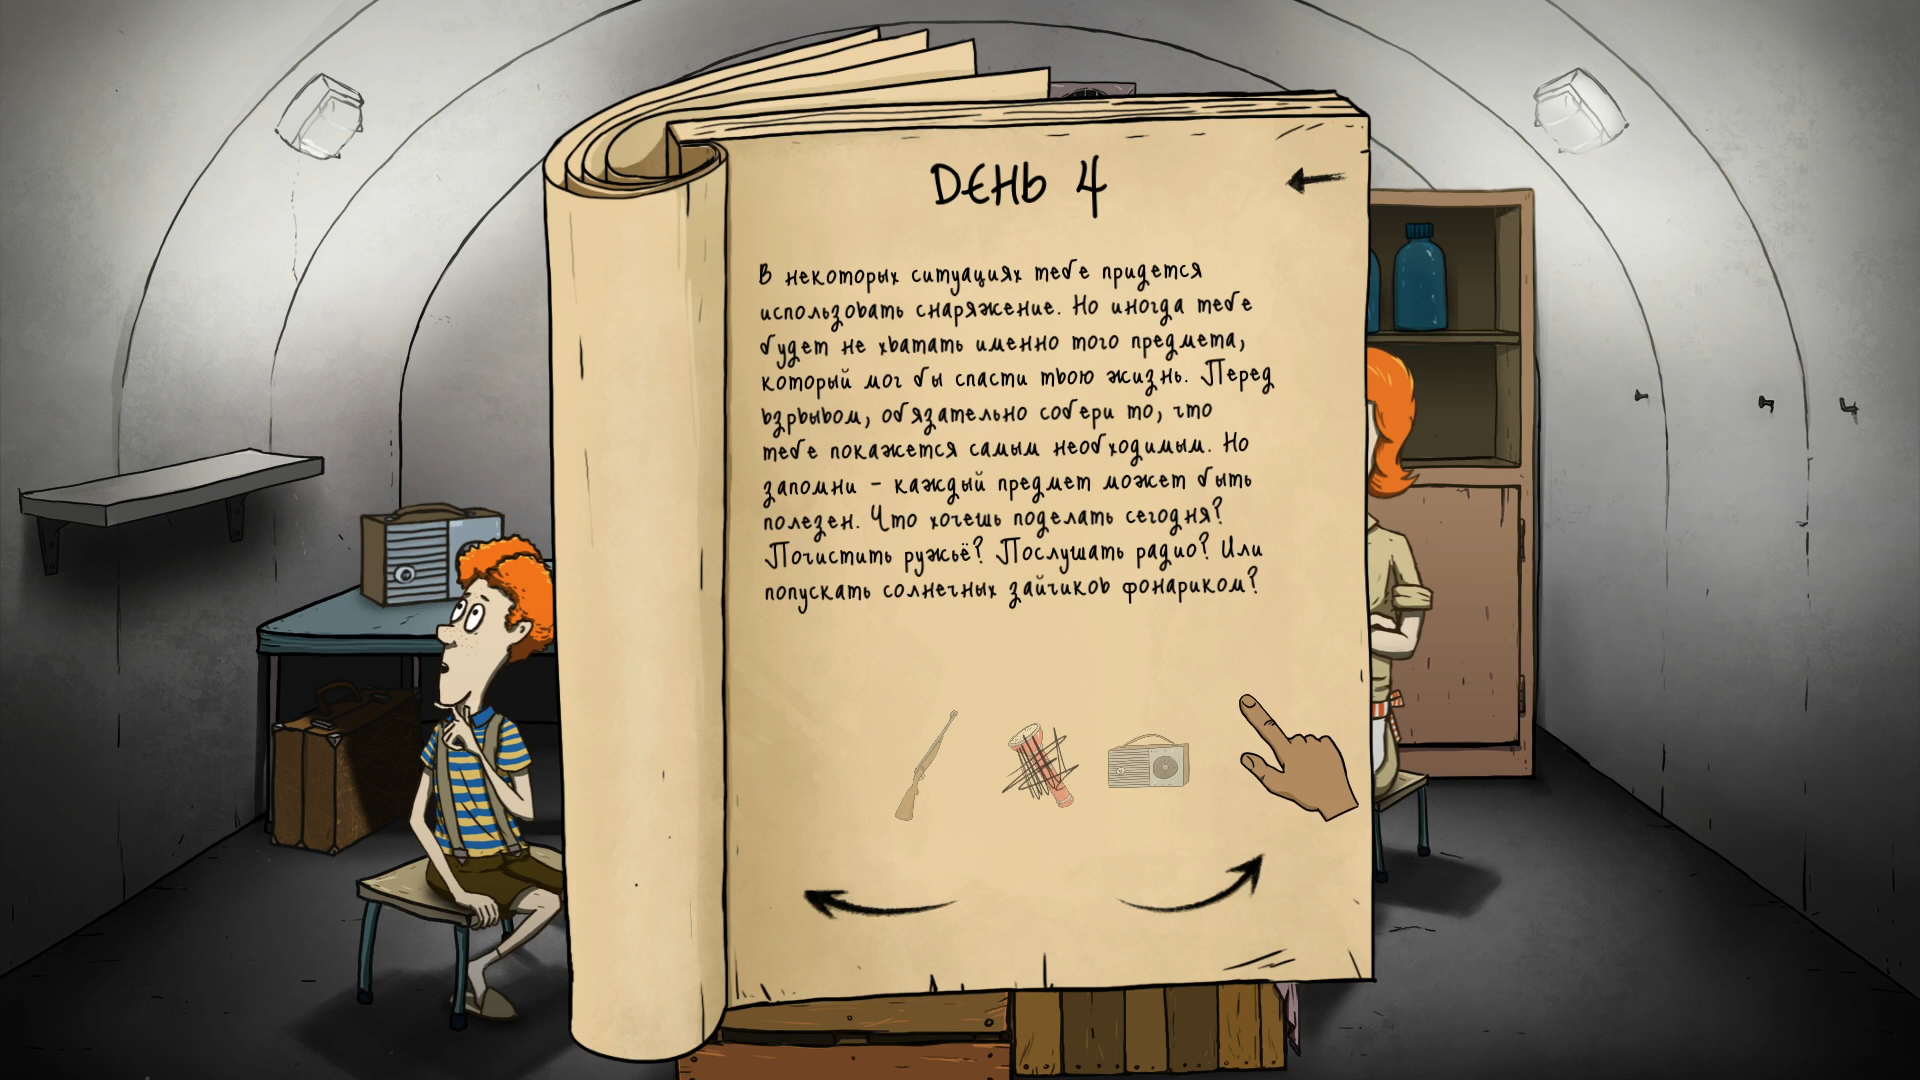 День 4
В некоторых ситуациях тебе придется
использовать снаряжение. Но иногда тебе
будет не хватать именно того предмета,
который мог бы спасти твою жизнь. Перед
взрывом, обязательно собери то, что
тебе покажется самым необходимым. Но
запомни - каждый предмет может быть
полезен. Что хочешь поделать сегодня?
Почистить ружьё? Послушать радио? Или
попускать солнечных зайчиков фонариком?